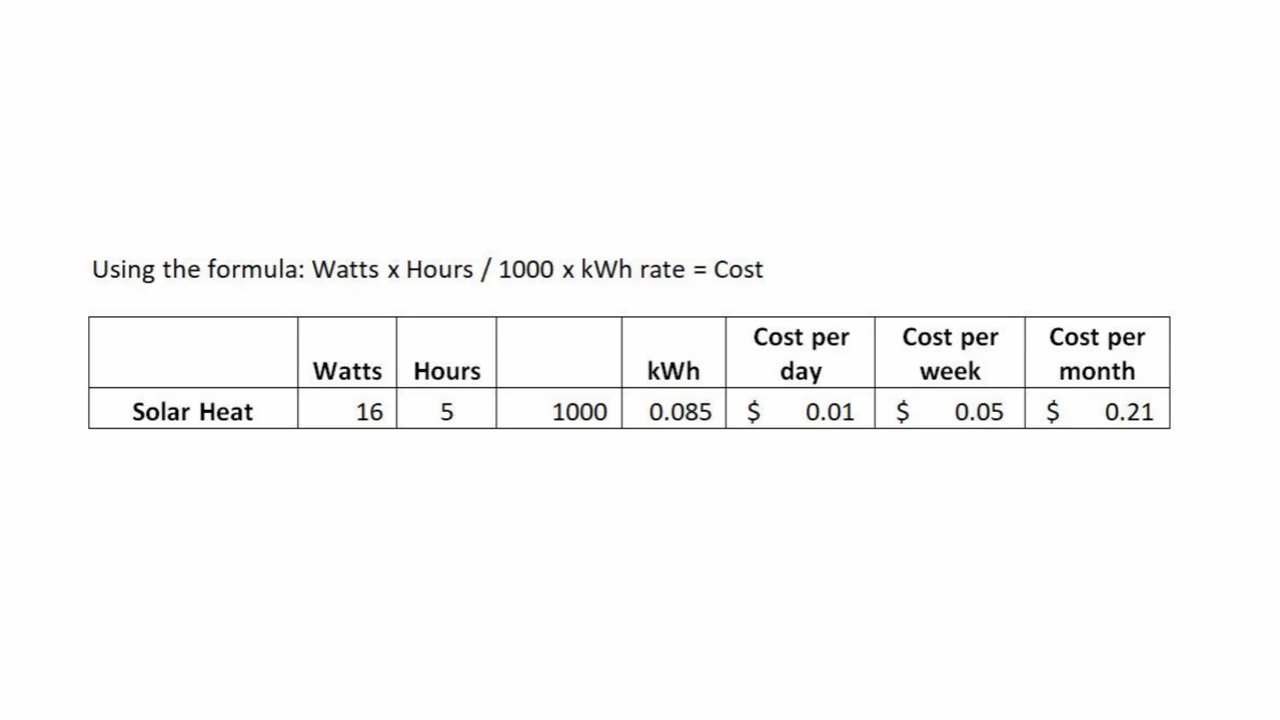 Using the formula: Watts x Hours / 1000 x kWh rate = Cost
Watts Hours kWh Cost per day Cost per week Cost per month
Solar Heat 16 5 1000 0.085 $ 0.01 $ 0.05 $ 0.21